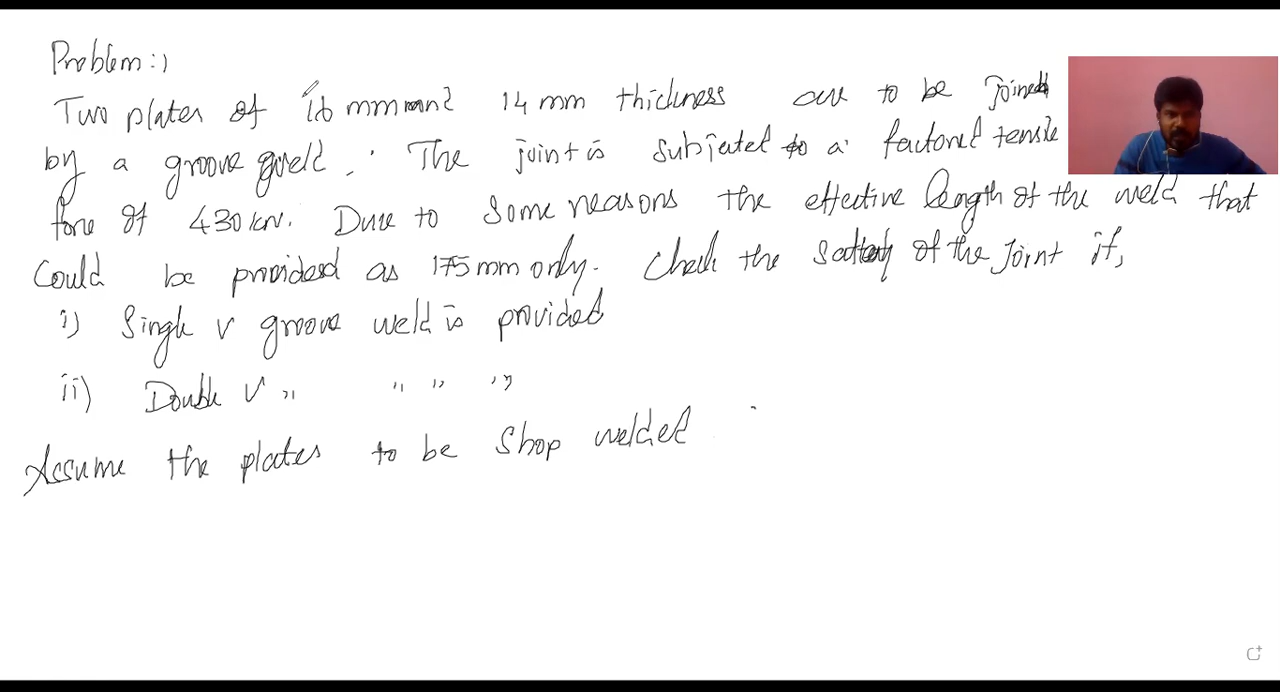 Problem:)
Two plates of 16 mm and 14 mm thickness are to be joined
by a groove gweld. The joint is subjected to a factored tensile
force of 430 kN. Due to some reasons the effective length of the weld that
could be provided as 175 mm only. Check the safety of the joint if,
i) Single V groove weld is provided
ii) Double V " " " "
Assume the plates to be shop welded